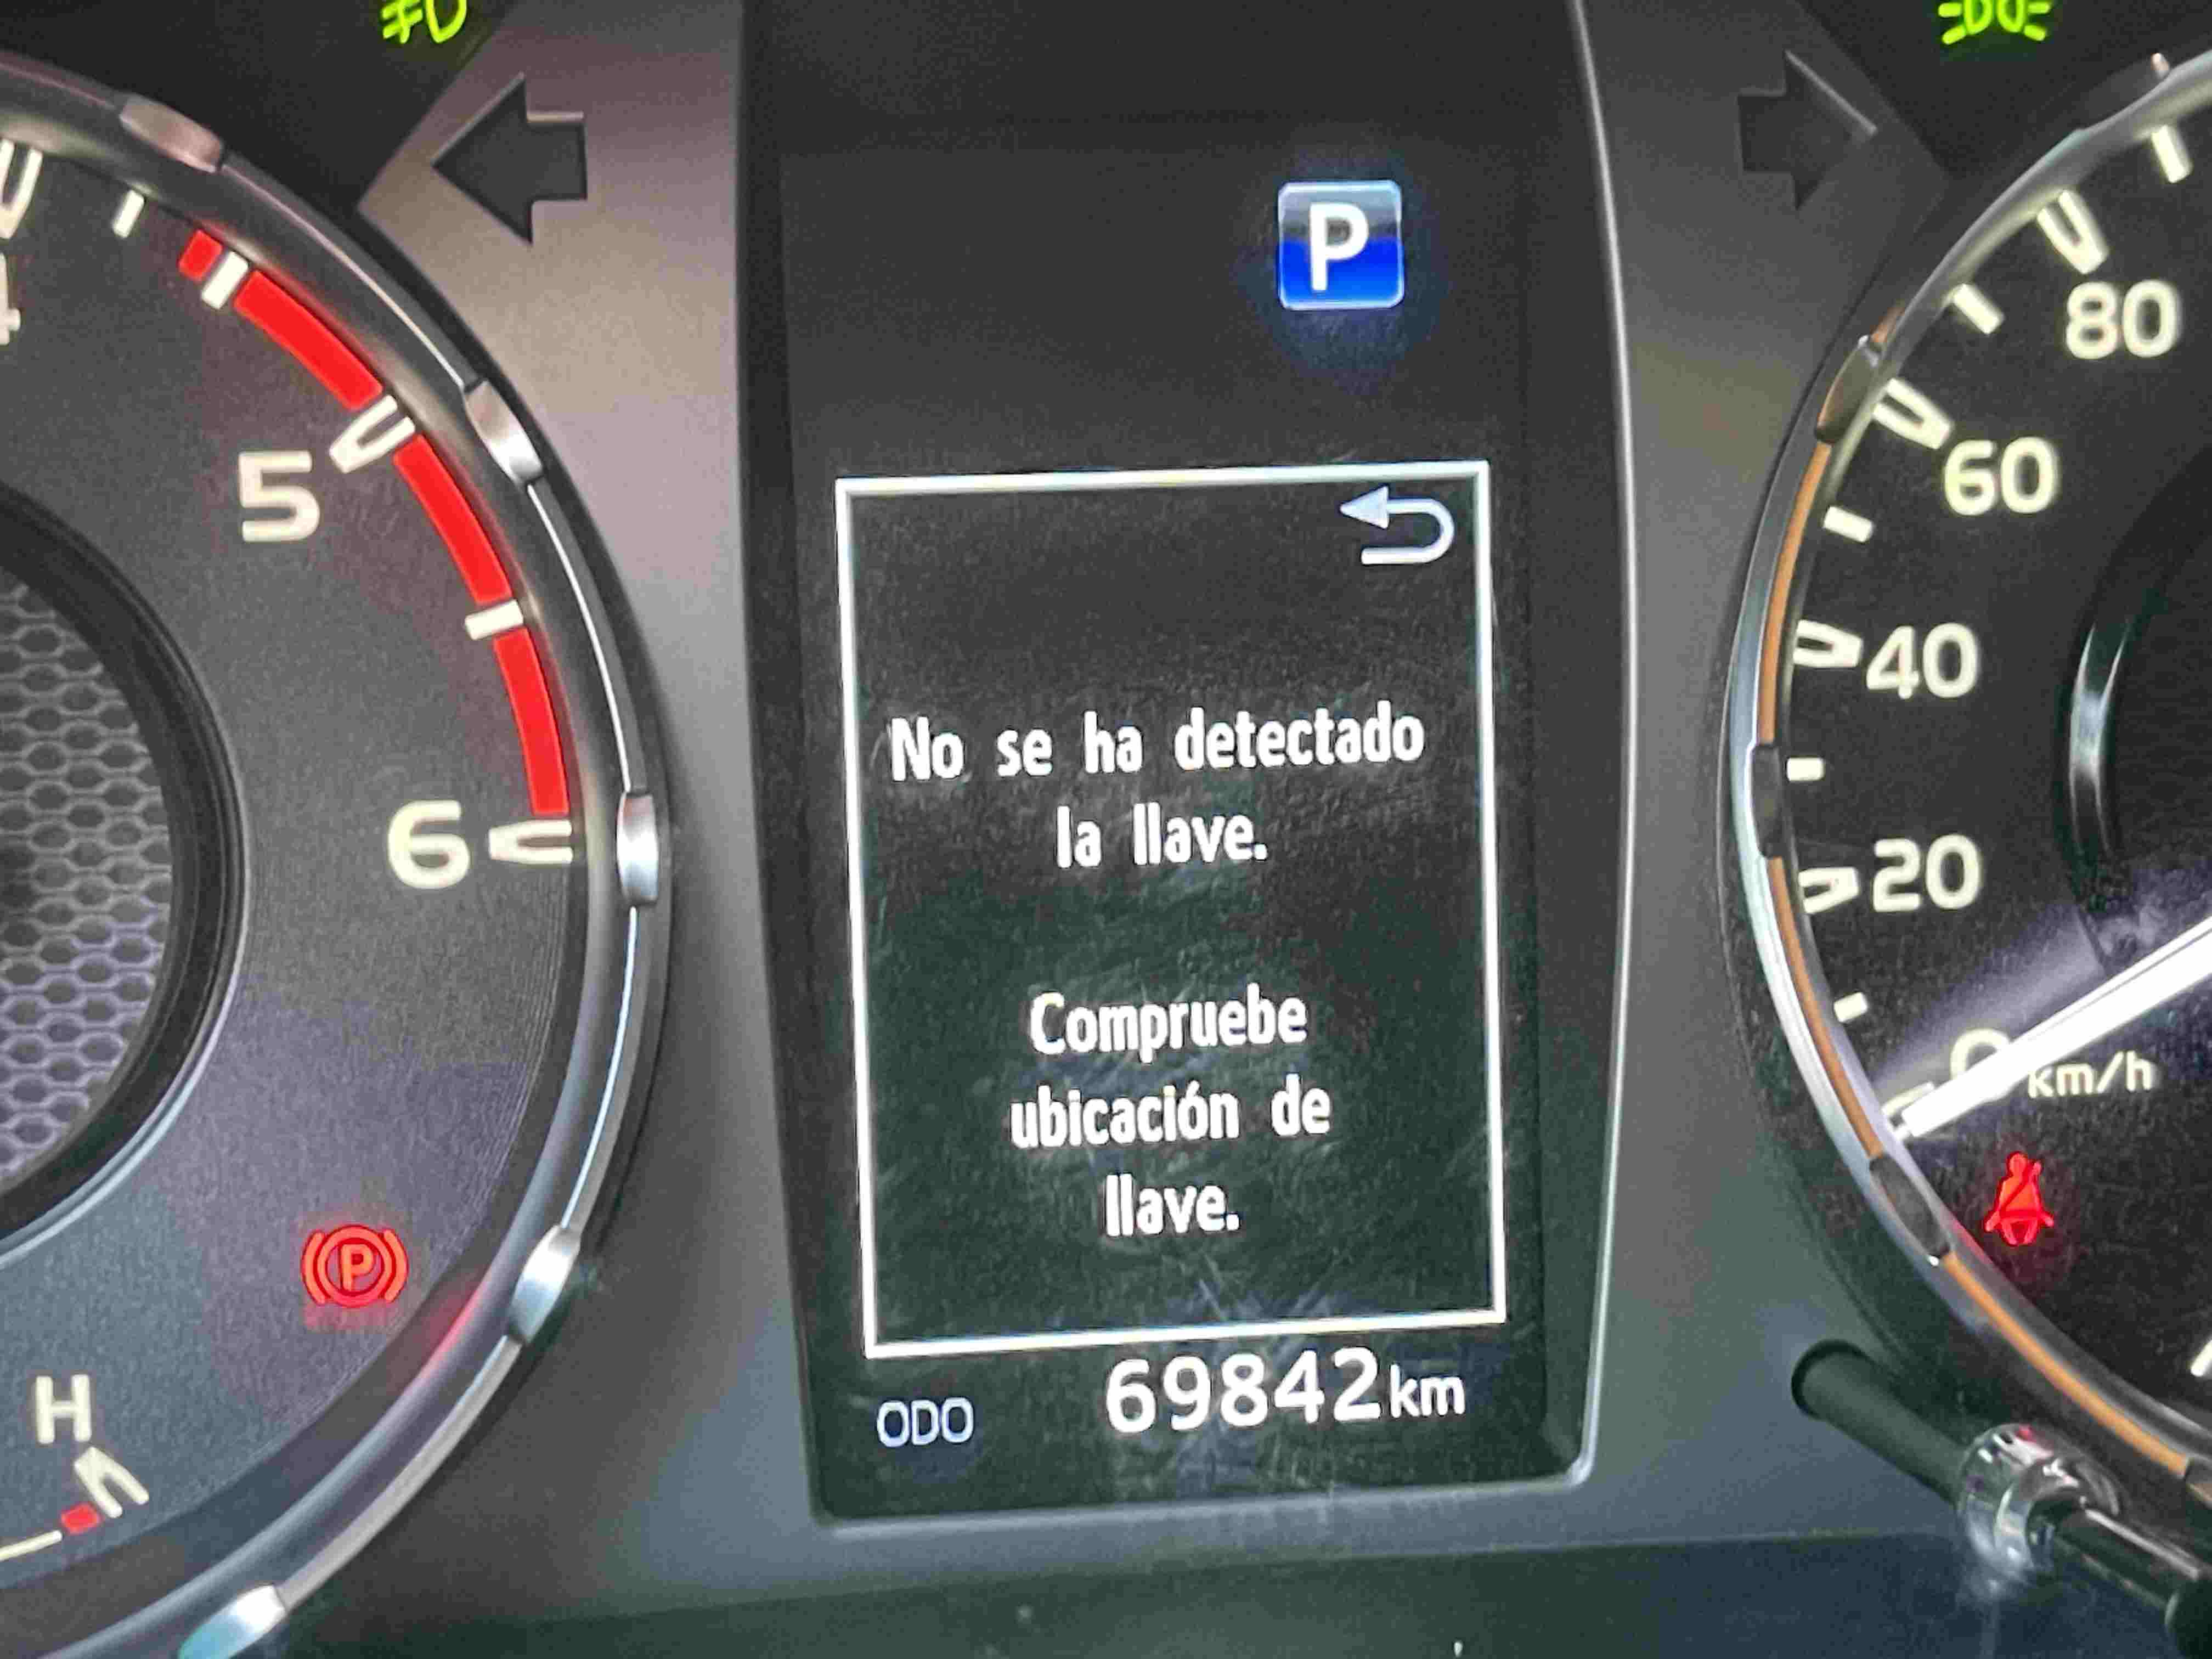 P
No se ha detectado
la llave.
Compruebe
ubicación de
llave.
ODO 69842km
5
6
P
H
80
60
40
20
0
km/h